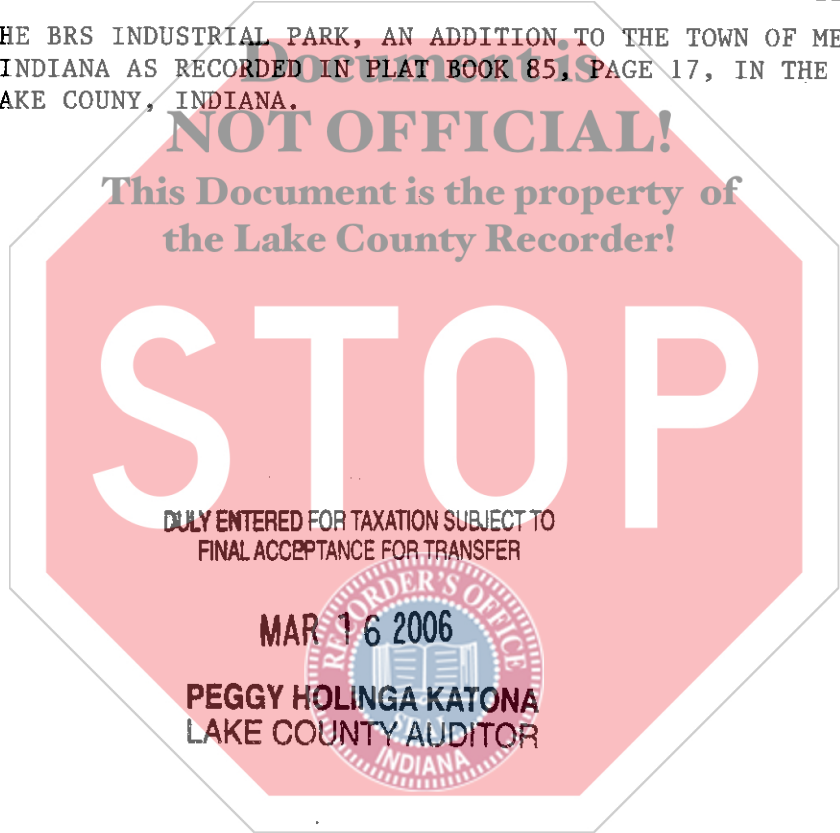 HE BRS INDUSTRIAL PARK, AN ADDITION TO THE TOWN OF ME
INDIANA AS RECORDED IN PLAT BOOK 85, PAGE 17, IN THE
AKE COUNY, INDIANA.
Document is
NOT OFFICIAL!
This Document is the property of
the Lake County Recorder!
STOP
DULY ENTERED FOR TAXATION SUBJECT TO
FINAL ACCEPTANCE FOR TRANSFER
MAR 16 2006
PEGGY HOLINGA KATONA
LAKE COUNTY AUDITOR
RECORDER'S OFFICE
SEAL
INDIANA